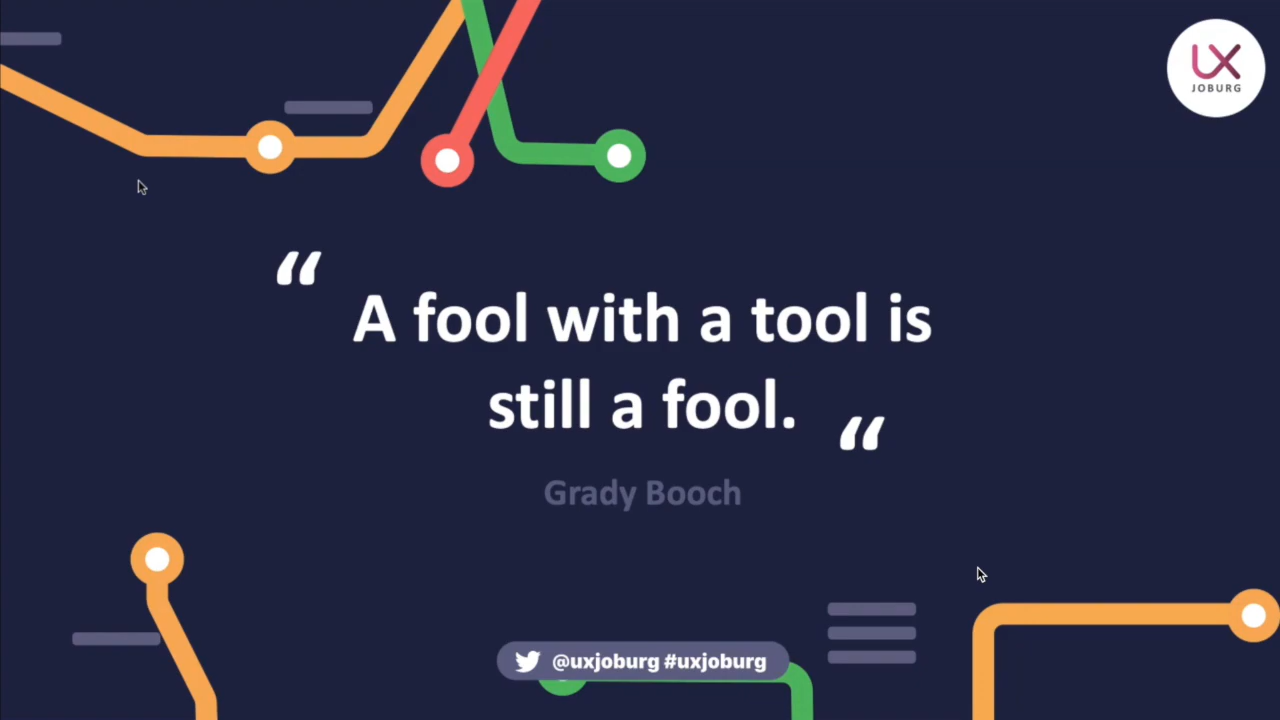 UX
JOBURG
“ A fool with a tool is
still a fool. “
Grady Booch
@uxjoburg #uxjoburg